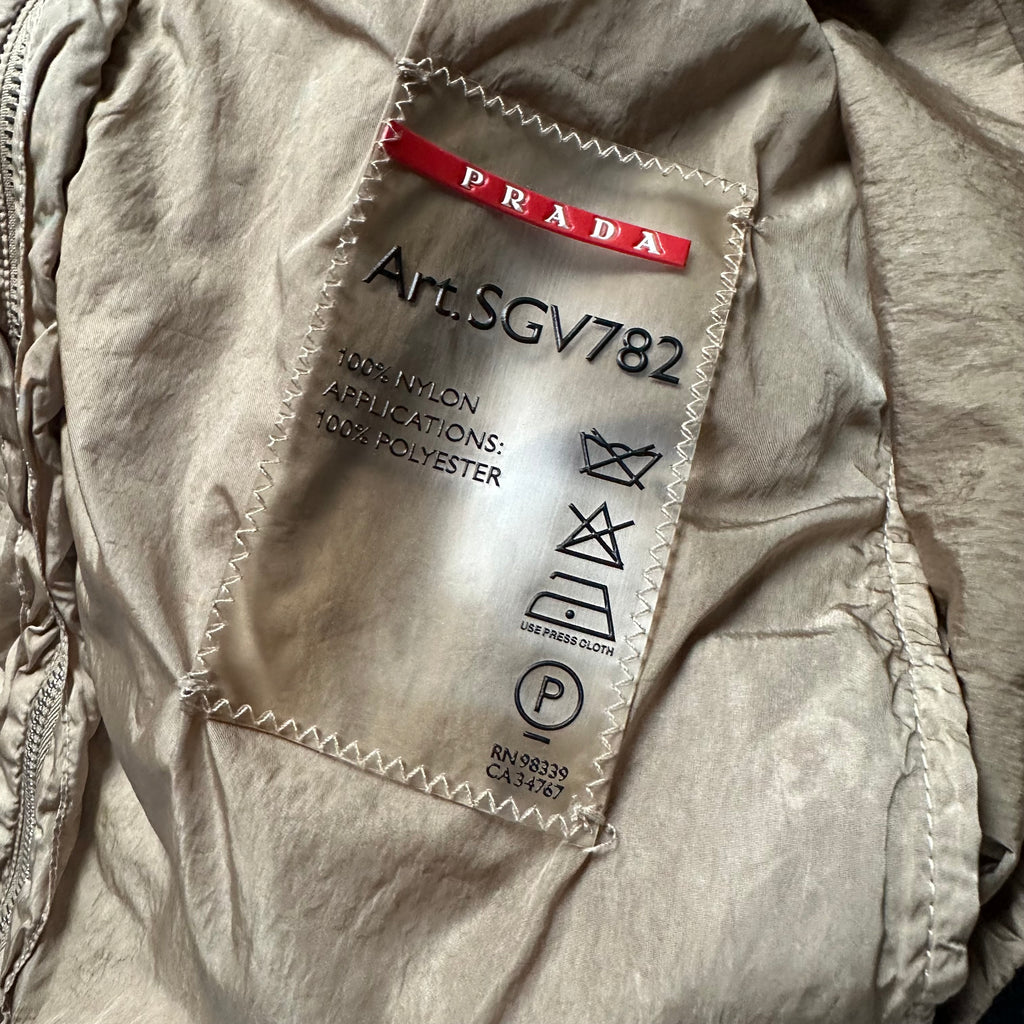 PRADA
Art. SGV782
100% NYLON
APPLICATIONS:
100% POLYESTER
USE PRESS CLOTH
P
RN 98339
CA 34767